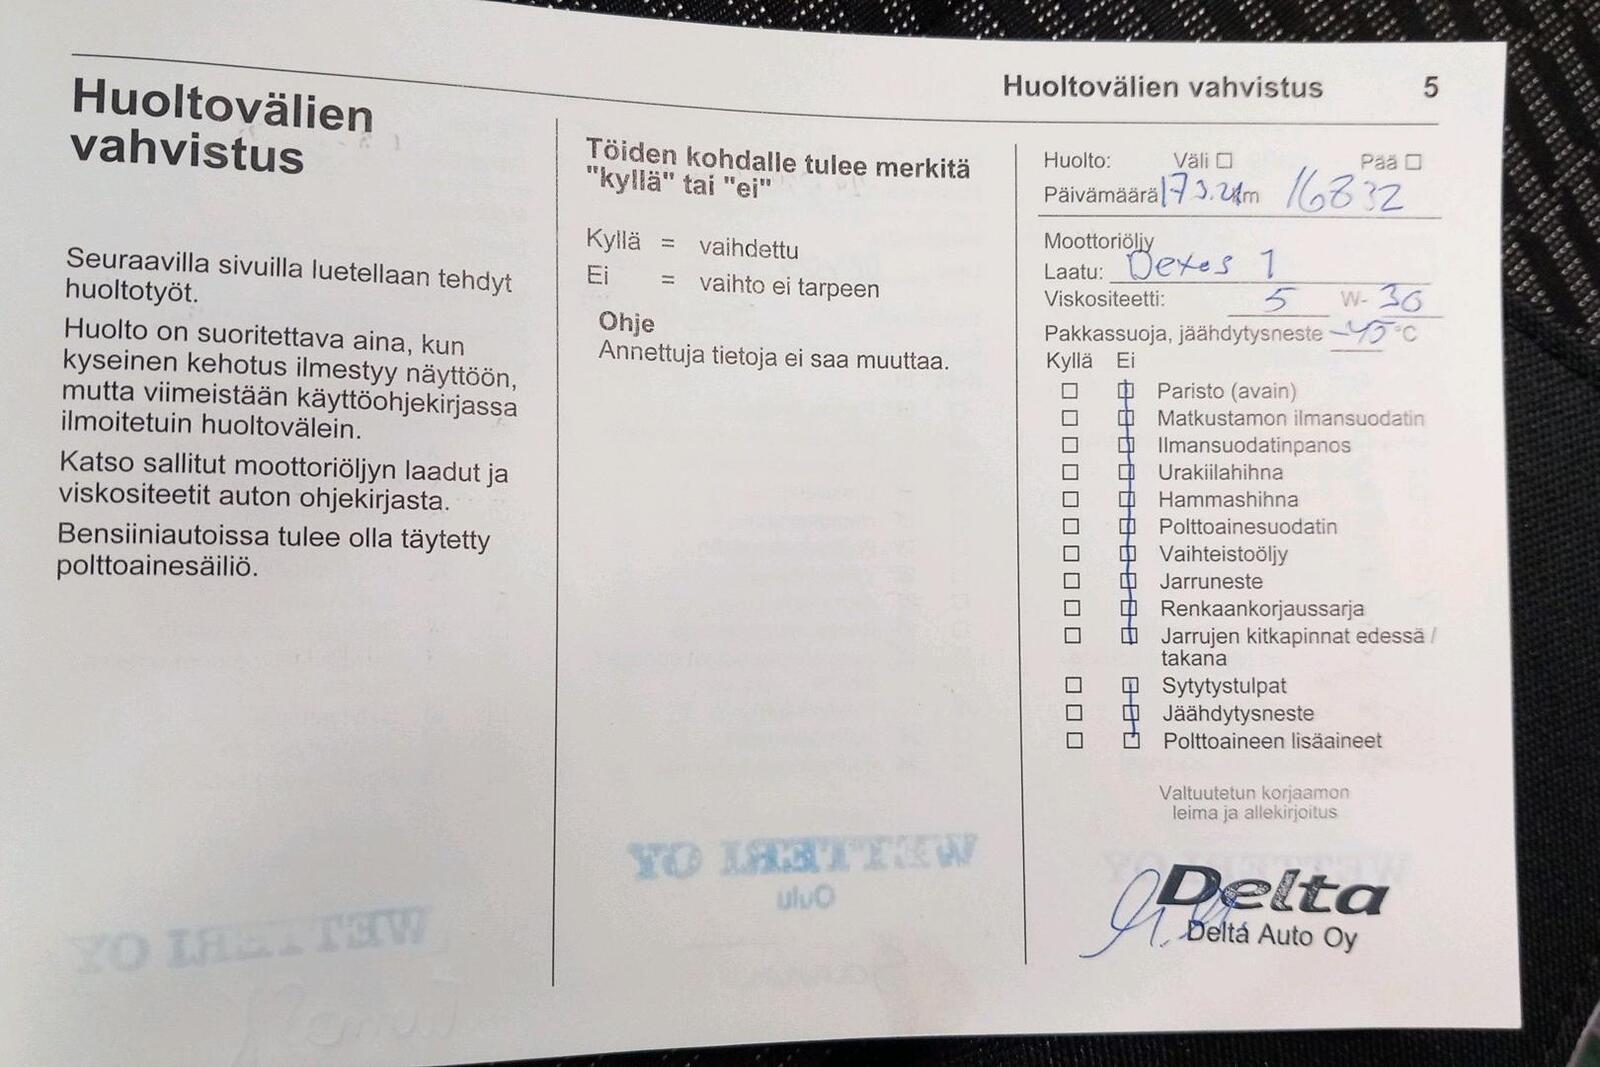 Huoltovälien vahvistus 5
Huoltovälien
vahvistus
Seuraavilla sivuilla luetellaan tehdyt
huoltotyöt.
Huolto on suoritettava aina, kun
kyseinen kehotus ilmestyy näyttöön,
mutta viimeistään käyttöohjekirjassa
ilmoitetuin huoltovälein.
Katso sallitut moottoriöljyn laadut ja
viskositeetit auton ohjekirjasta.
Bensiiniautoissa tulee olla täytetty
polttoainesäiliö.
Töiden kohdalle tulee merkitä
"kyllä" tai "ei"
Kyllä = vaihdettu
Ei = vaihto ei tarpeen
Ohje
Annettuja tietoja ei saa muuttaa.
WETTERI OY
Oulu
WETTERI OY
Huolto: Väli Pää
Päivämäärä km 16832
Moottoriöljy
Laatu: Dexos 1
Viskositeetti: 5 W- 30
Pakkassuoja, jäähdytysneste -45 °C
Kyllä Ei
Paristo (avain)
Matkustamon ilmansuodatin
Ilmansuodatinpanos
Urakiilahihna
Hammashihna
Polttoainesuodatin
Vaihteistoöljy
Jarruneste
Renkaankorjaussarja
Jarrujen kitkapinnat edessä /
takana
Sytytystulpat
Jäähdytysneste
Polttoaineen lisäaineet
Valtuutetun korjaamon
leima ja allekirjoitus
Delta
Delta Auto Oy